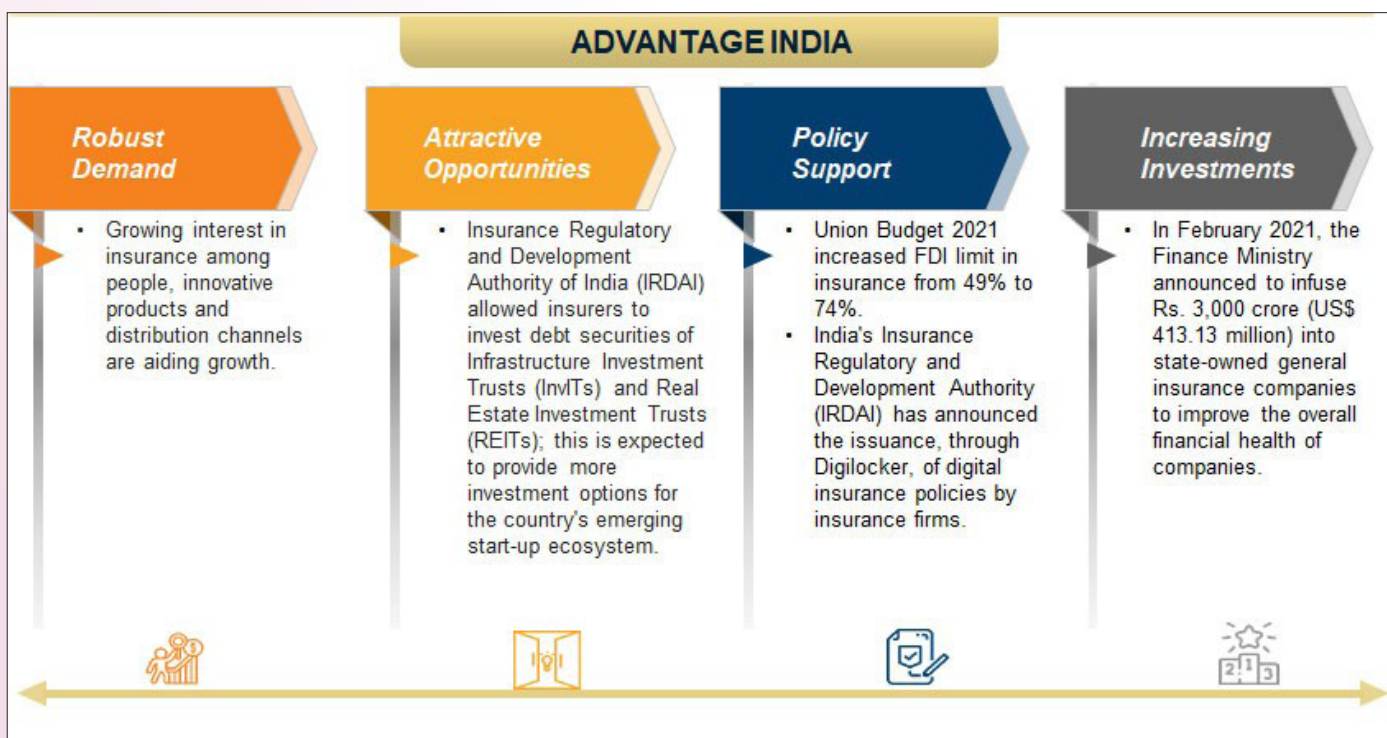 ADVANTAGE INDIA
Robust
Demand
• Growing interest in
insurance among
people, innovative
products and
distribution channels
are aiding growth.
Attractive
Opportunities
• Insurance Regulatory
and Development
Authority of India (IRDAI)
allowed insurers to
invest debt securities of
Infrastructure Investment
Trusts (InvITs) and Real
Estate Investment Trusts
(REITs); this is expected
to provide more
investment options for
the country's emerging
start-up ecosystem.
Policy
Support
• Union Budget 2021
increased FDI limit in
insurance from 49% to
74%.
• India's Insurance
Regulatory and
Development Authority
(IRDAI) has announced
the issuance, through
Digilocker, of digital
insurance policies by
insurance firms.
Increasing
Investments
• In February 2021, the
Finance Ministry
announced to infuse
Rs. 3,000 crore (US$
413.13 million) into
state-owned general
insurance companies
to improve the overall
financial health of
companies.
$
2 1 3